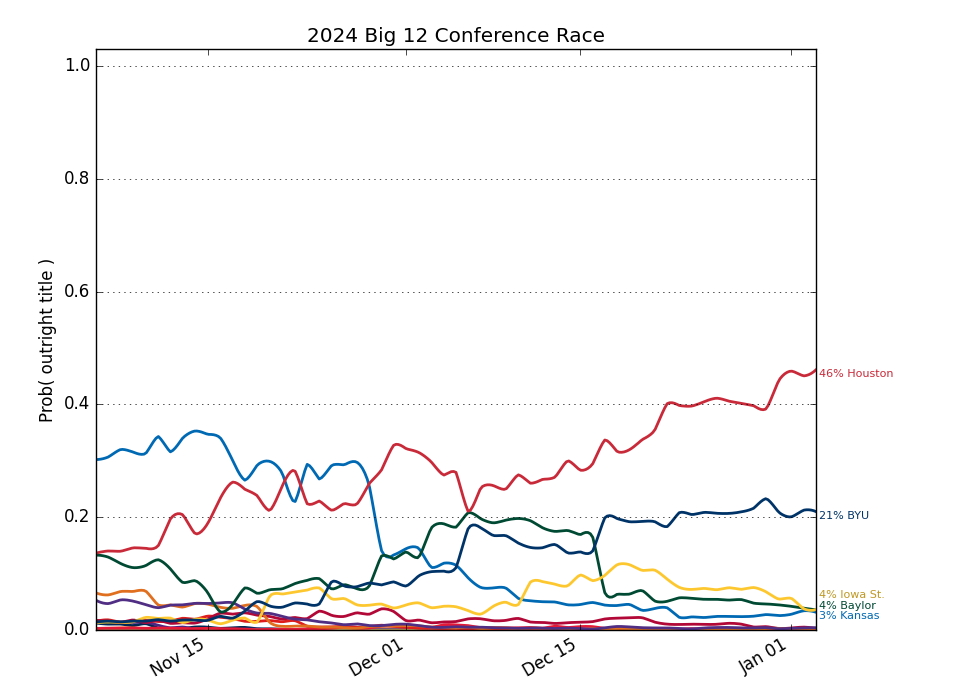 2024 Big 12 Conference Race
1.0
0.8
0.6
0.4
0.2
0.0
Prob( outright title )
46% Houston
21% BYU
4% Iowa St.
4% Baylor
3% Kansas
Nov 15
Dec 01
Dec 15
Jan 01